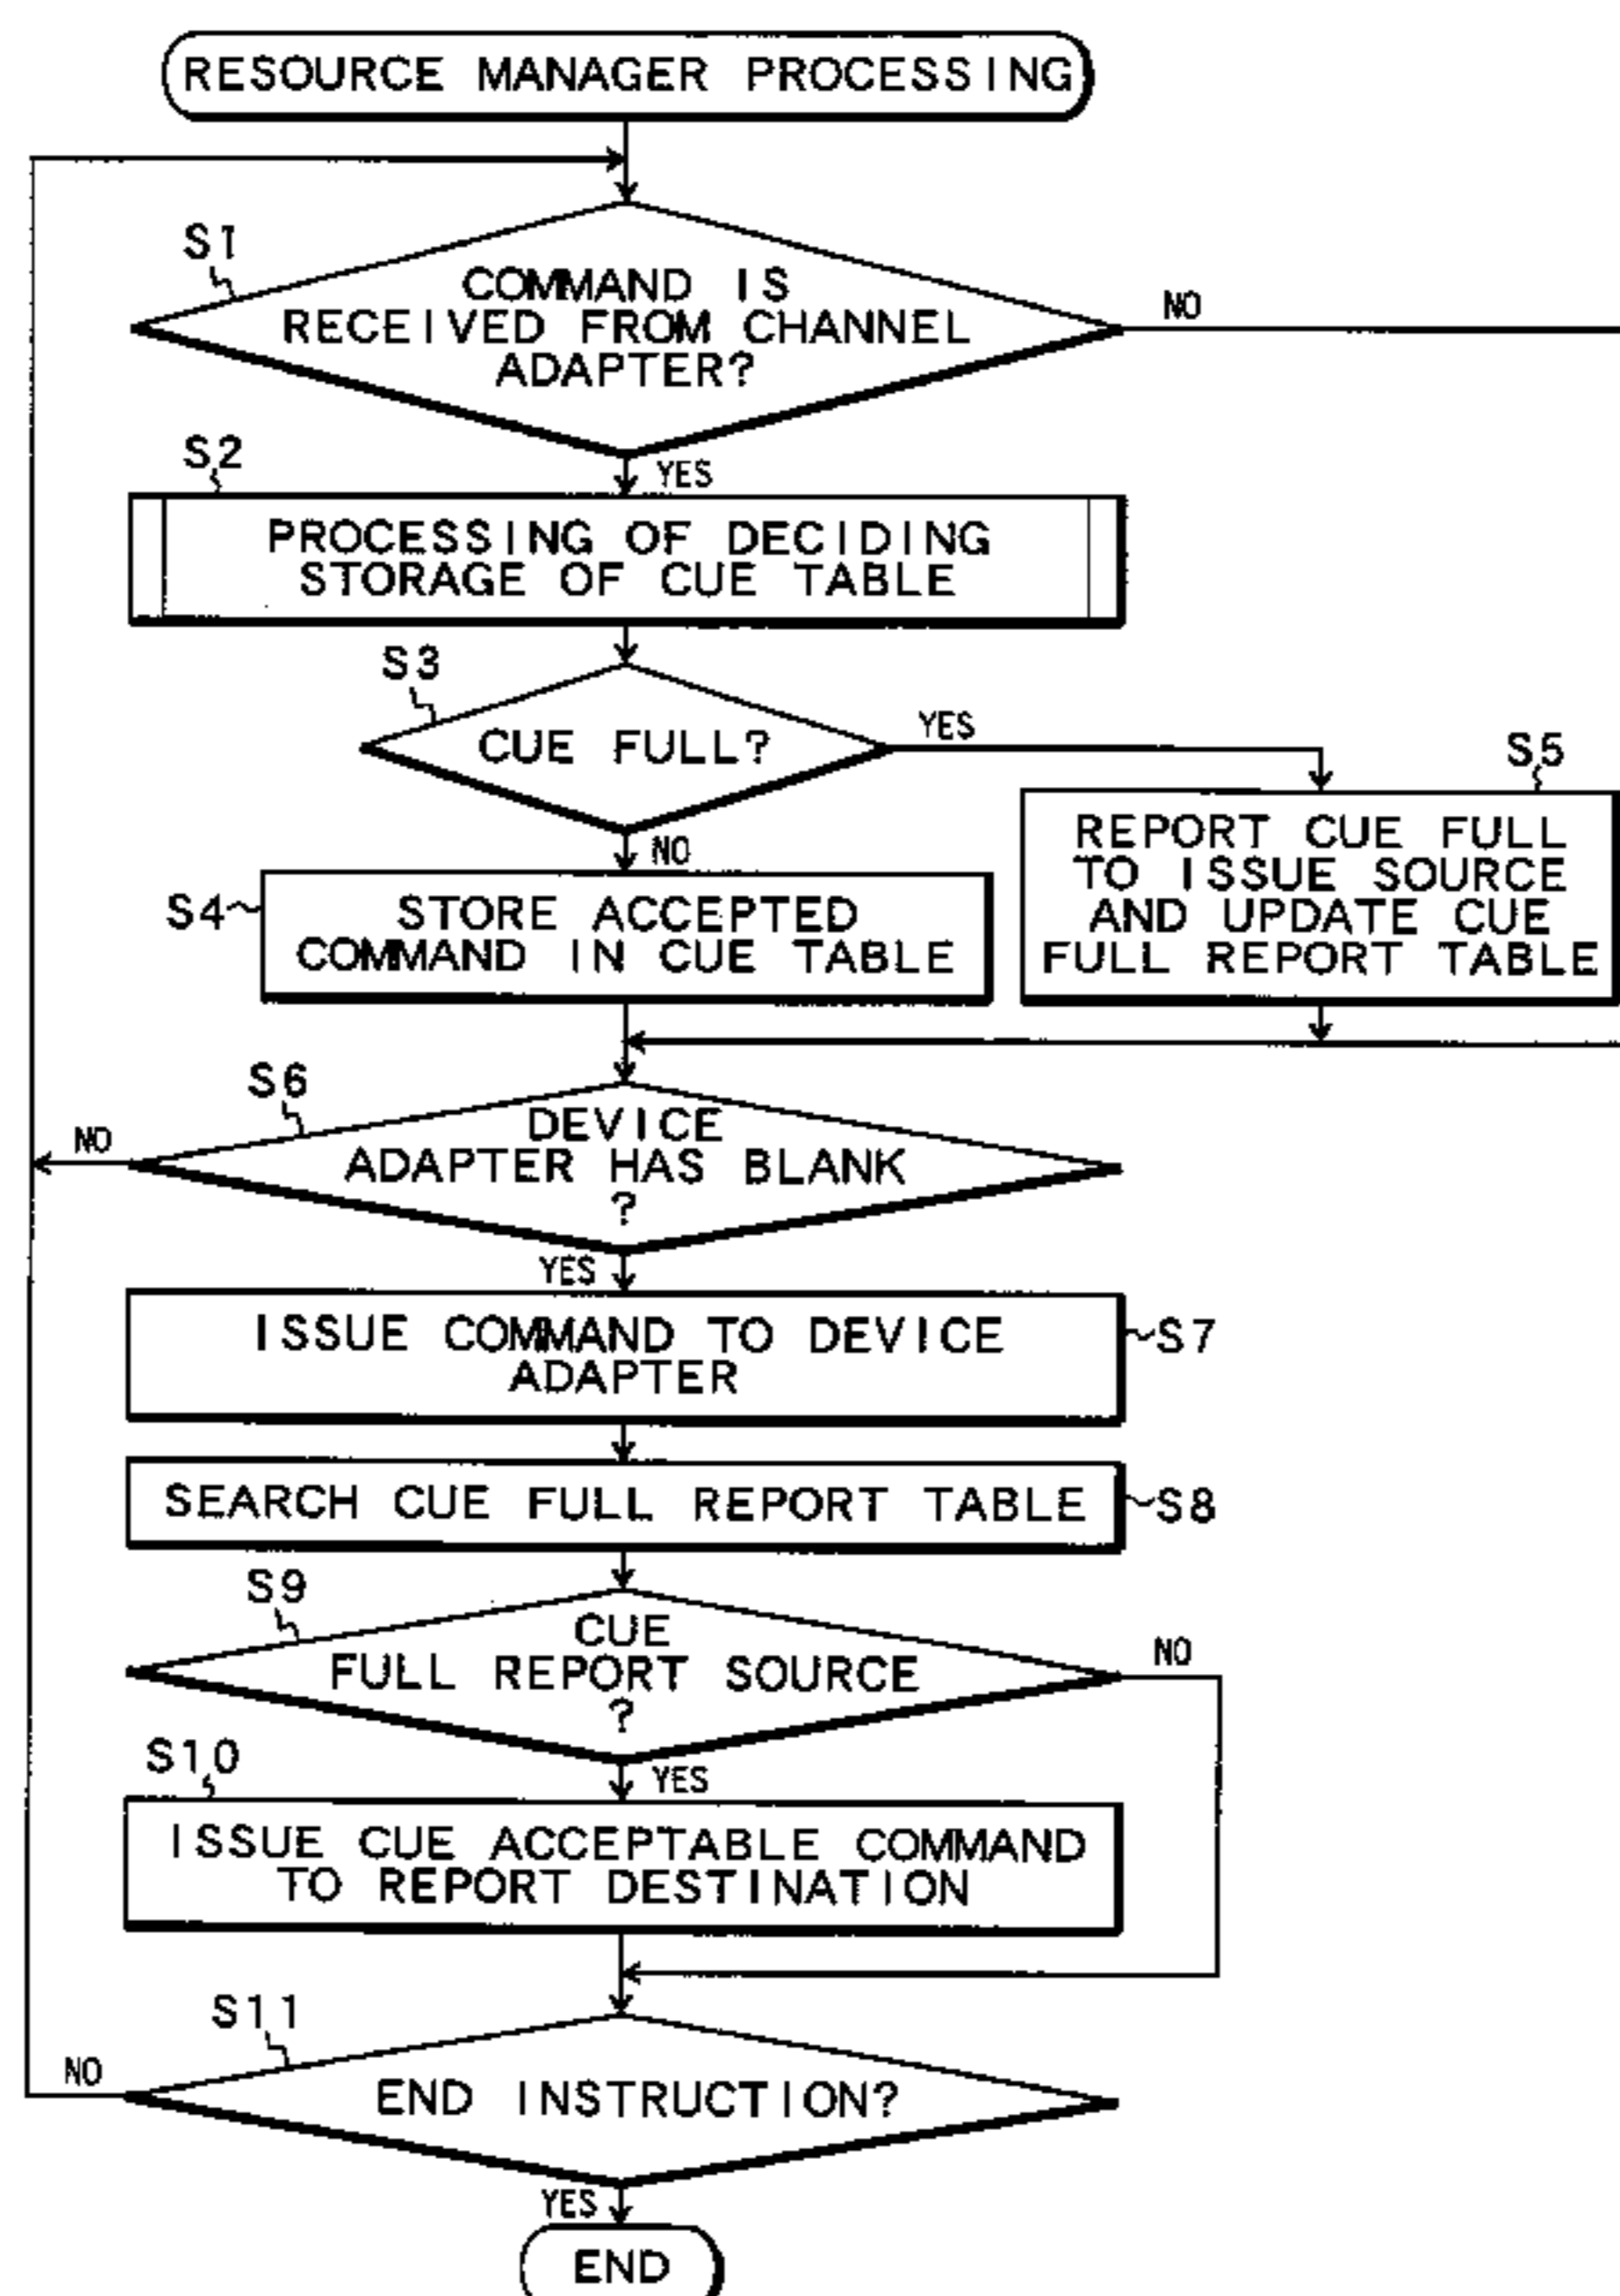 RESOURCE MANAGER PROCESSING
S1
COMMAND IS
RECEIVED FROM CHANNEL
ADAPTER?
NO
YES
S2
PROCESSING OF DECIDING
STORAGE OF CUE TABLE
S3
CUE FULL?
YES
NO
S4
STORE ACCEPTED
COMMAND IN CUE TABLE
S5
REPORT CUE FULL
TO ISSUE SOURCE
AND UPDATE CUE
FULL REPORT TABLE
S6
DEVICE
ADAPTER HAS BLANK
?
NO
YES
ISSUE COMMAND TO DEVICE
ADAPTER
S7
SEARCH CUE FULL REPORT TABLE
S8
S9
CUE
FULL REPORT SOURCE
?
NO
YES
S10
ISSUE CUE ACCEPTABLE COMMAND
TO REPORT DESTINATION
S11
END INSTRUCTION?
NO
YES
END